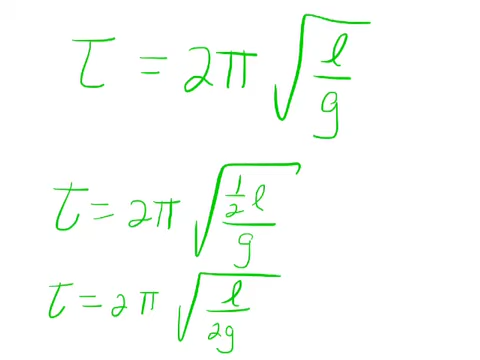 τ = 2π √(l/g)
τ = 2π √(½l/g)
τ = 2π √(l/2g)